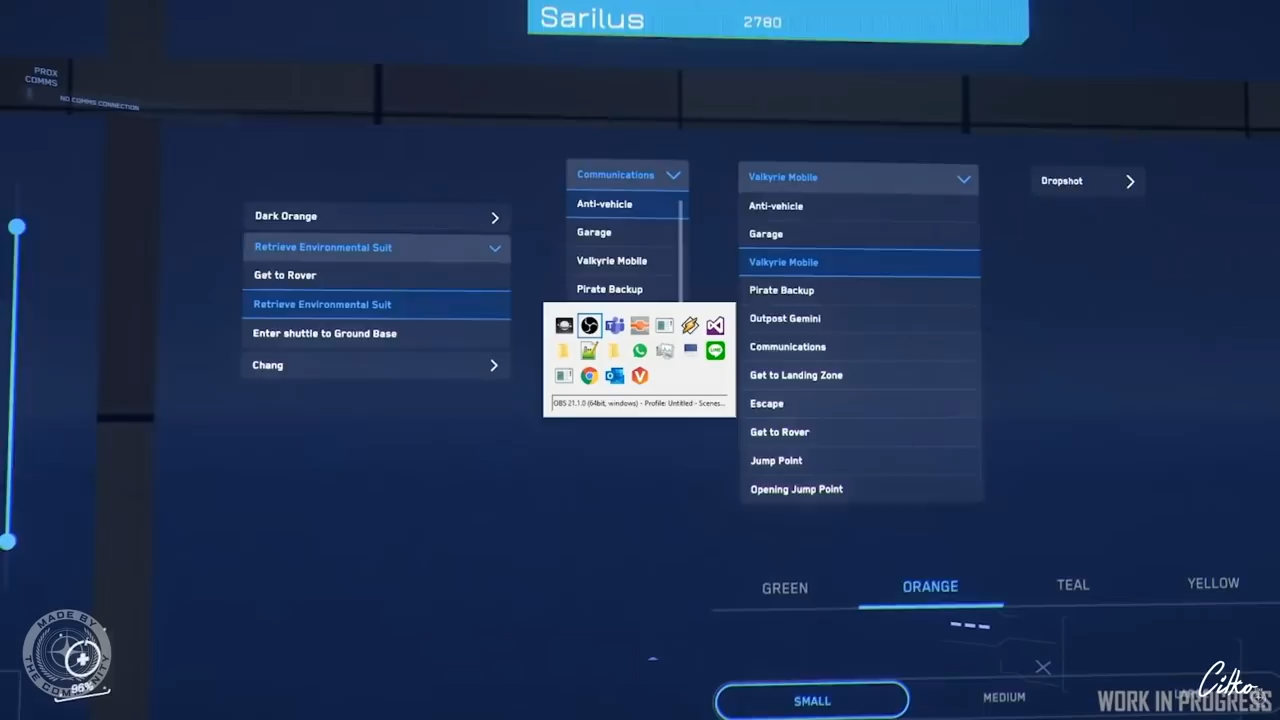 Sarilus
2780
PROX
COMMS
NO COMMS CONNECTION
Dark Orange
Retrieve Environmental Suit
Get to Rover
Retrieve Environmental Suit
Enter shuttle to Ground Base
Chang
Communications
Anti-vehicle
Garage
Valkyrie Mobile
Pirate Backup
Valkyrie Mobile
Anti-vehicle
Garage
Valkyrie Mobile
Pirate Backup
Outpost Gemini
Communications
Get to Landing Zone
Escape
Get to Rover
Jump Point
Opening Jump Point
Dropshot
OBS 21.1.0 (64bit, windows) - Profile: Untitled - Scenes...
GREEN
ORANGE
TEAL
YELLOW
SMALL
MEDIUM
MADE BY
THE COMMUNITY
96%
Cilko
WORK IN PROGRESS